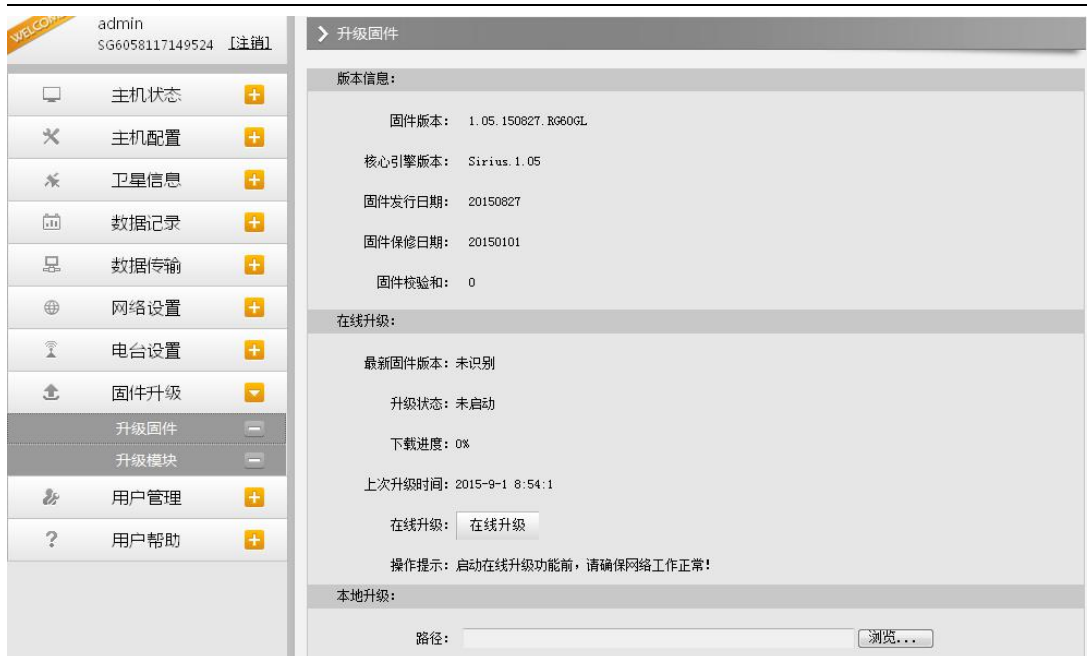 WELCOME
admin
SG6058117149524 [注销]
主机状态
主机配置
卫星信息
数据记录
数据传输
网络设置
电台设置
固件升级
升级固件
升级模块
用户管理
用户帮助
升级固件
版本信息:
固件版本: 1.05.150827.RG60GL
核心引擎版本: Sirius.1.05
固件发行日期: 20150827
固件保修日期: 20150101
固件校验和: 0
在线升级:
最新固件版本: 未识别
升级状态: 未启动
下载进度: 0%
上次升级时间: 2015-9-1 8:54:1
在线升级: 在线升级
操作提示: 启动在线升级功能前，请确保网络工作正常!
本地升级:
路径: 浏览...